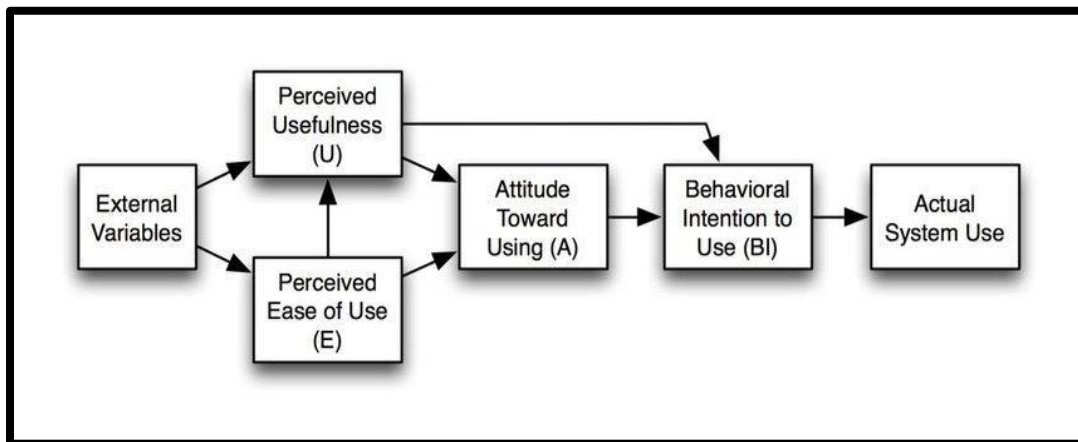 External
Variables
Perceived
Usefulness
(U)
Perceived
Ease of Use
(E)
Attitude
Toward
Using (A)
Behavioral
Intention to
Use (BI)
Actual
System Use